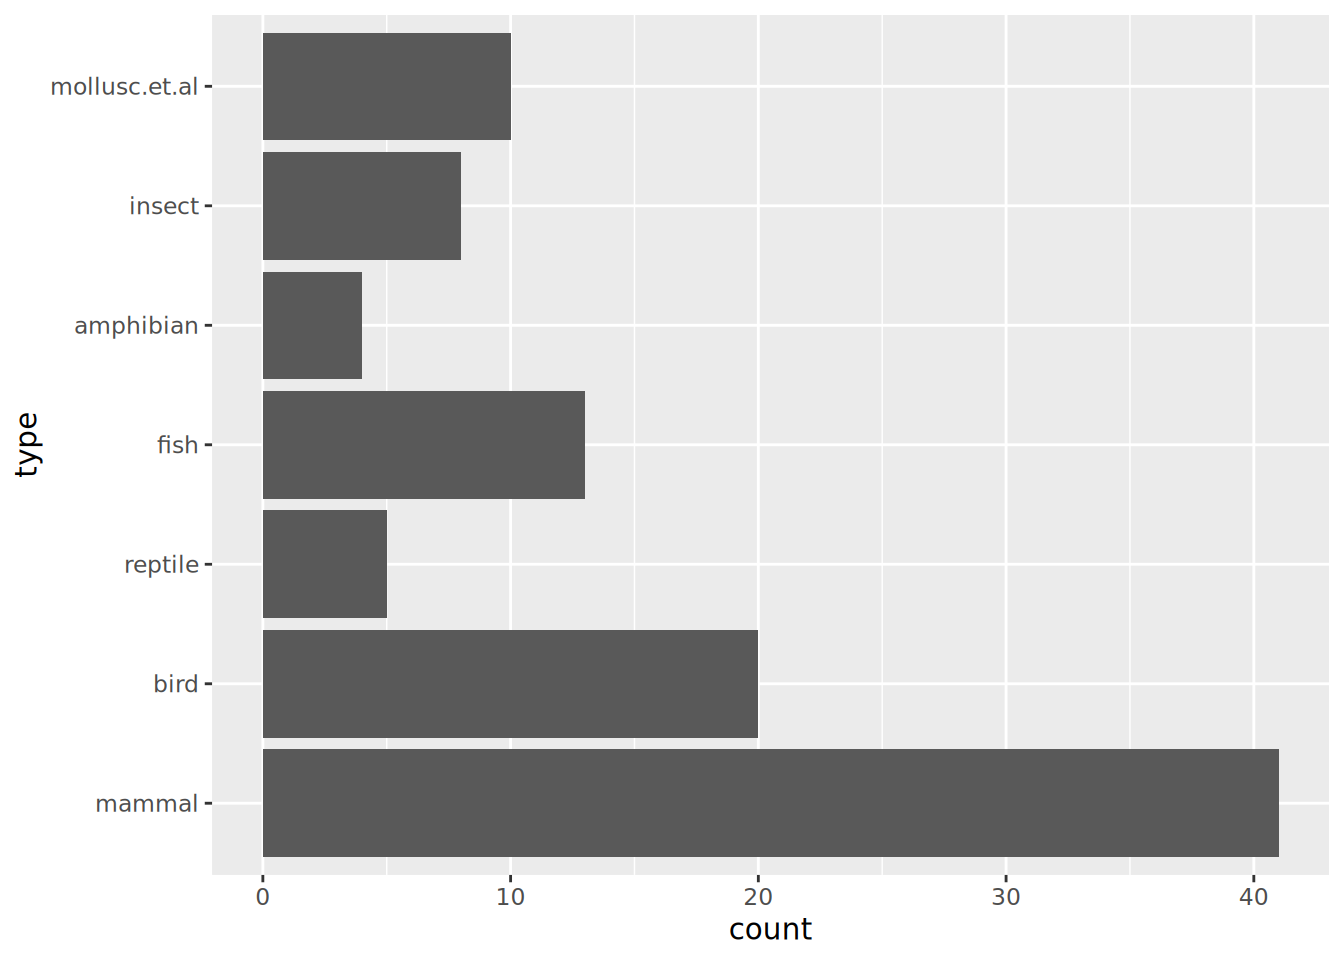 mollusc.et.al
insect
amphibian
fish
reptile
bird
mammal
type
0 10 20 30 40
count